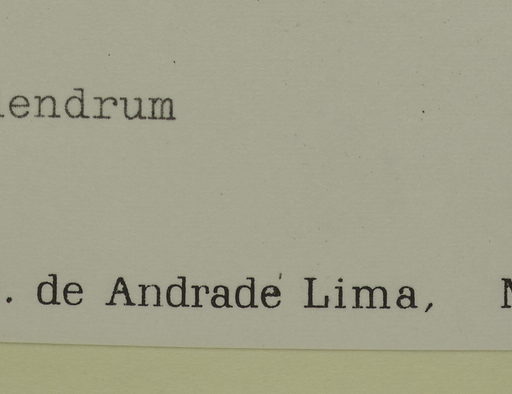 endrum
. de Andrade Lima,